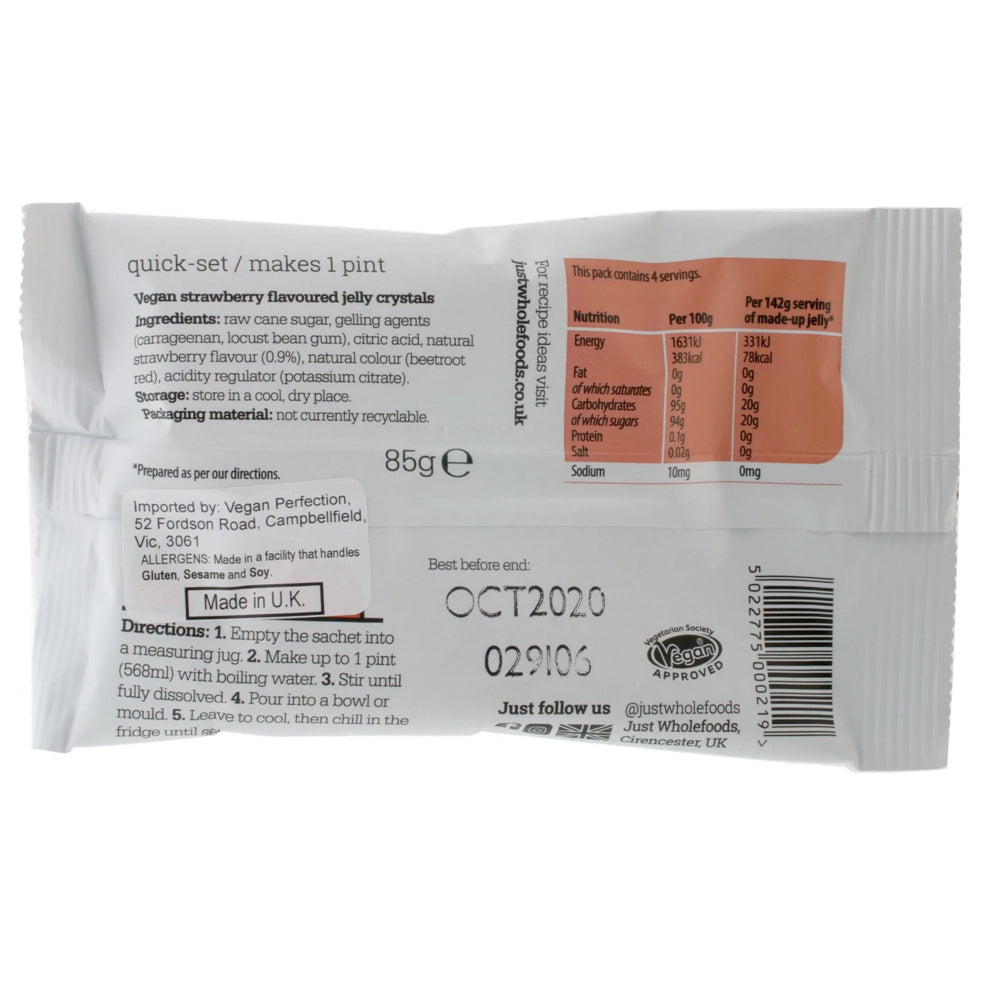 quick-set / makes 1 pint
Vegan strawberry flavoured jelly crystals
Ingredients: raw cane sugar, gelling agents
(carrageenan, locust bean gum), citric acid, natural
strawberry flavour (0.9%), natural colour (beetroot
red), acidity regulator (potassium citrate).
Storage: store in a cool, dry place.
Packaging material: not currently recyclable.
*Prepared as per our directions.
85g e
For recipe ideas visit
justwholefoods.co.uk
This pack contains 4 servings.
Nutrition Per 100g Per 142g serving of made-up jelly*
Energy 1631kJ 331kJ
383kcal 78kcal
Fat 0g 0g
of which saturates 0g 0g
Carbohydrates 95g 20g
of which sugars 94g 20g
Protein 0.1g 0g
Salt 0.02g 0g
Sodium 10mg 0mg
Imported by: Vegan Perfection,
52 Fordson Road, Campbellfield,
Vic, 3061
ALLERGENS: Made in a facility that handles
Gluten, Sesame and Soy.
Made in U.K.
Directions: 1. Empty the sachet into
a measuring jug. 2. Make up to 1 pint
(568ml) with boiling water. 3. Stir until
fully dissolved. 4. Pour into a bowl or
mould. 5. Leave to cool, then chill in the
fridge until
Best before end:
OCT2020
029106
Vegetarian Society
Vegan
APPROVED
Just follow us @justwholefoods
Just Wholefoods,
Cirencester, UK
5 022775 000219 >